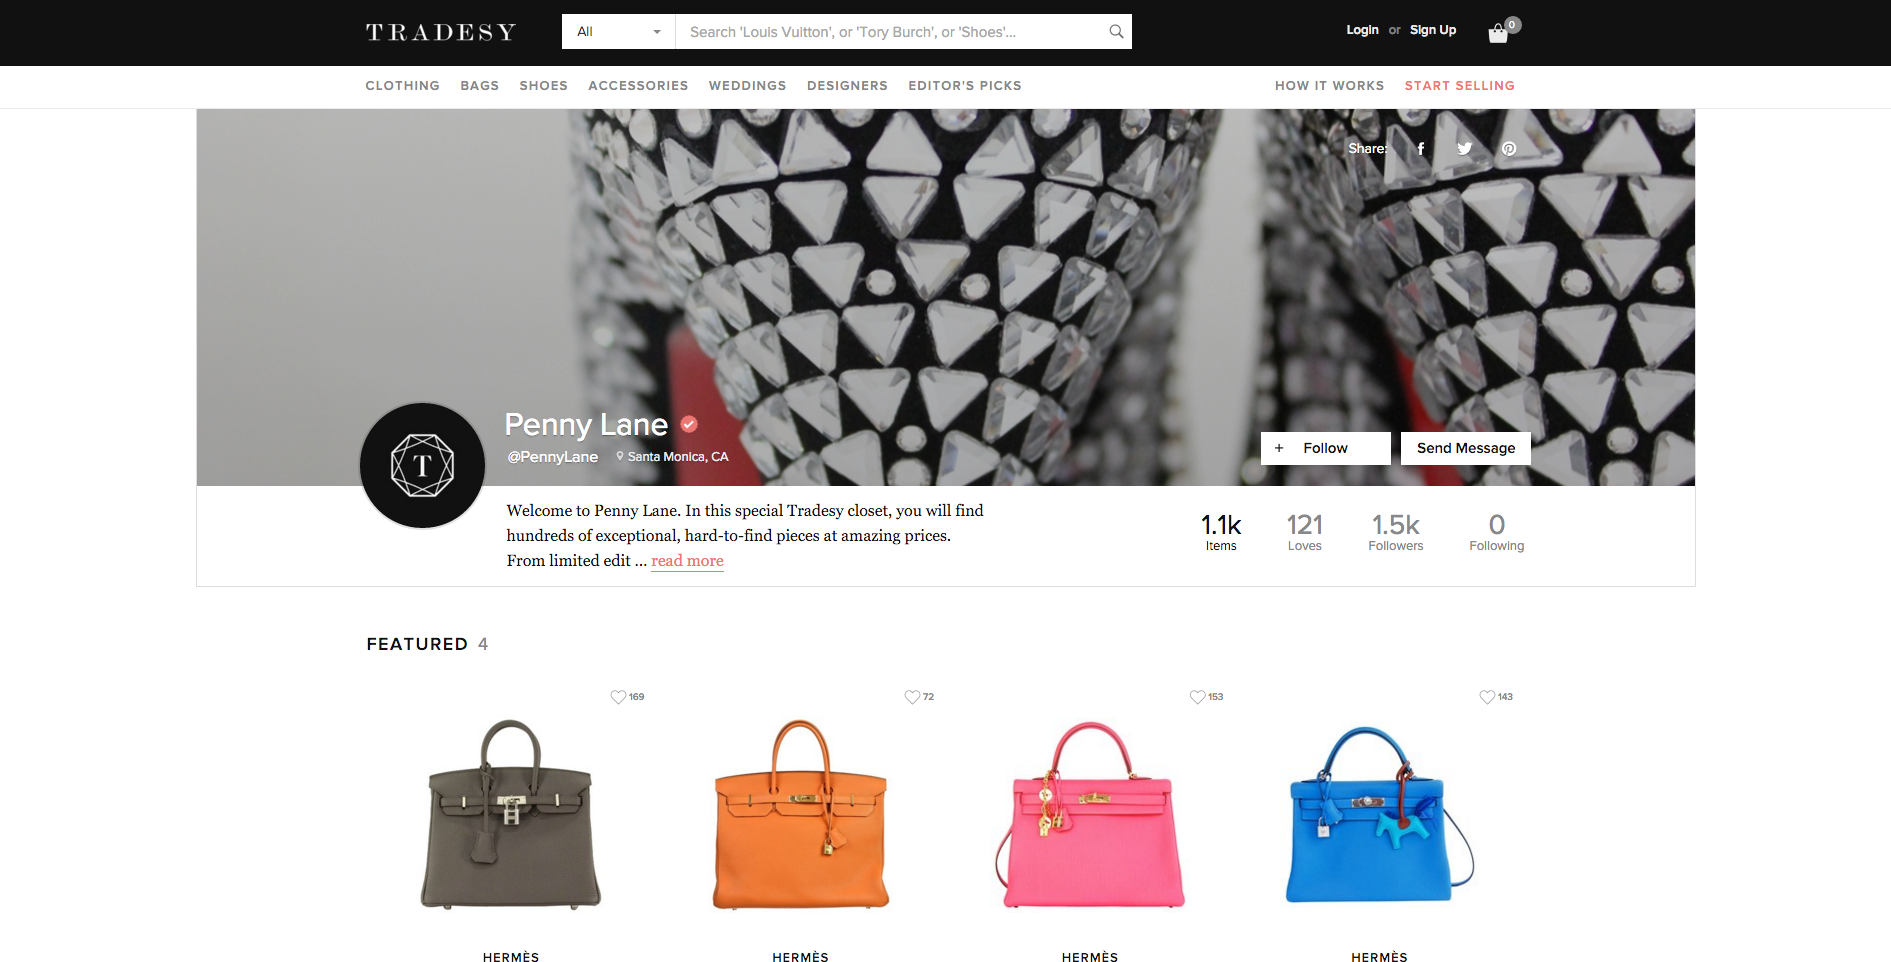 TRADESY
All
Search 'Louis Vuitton', or 'Tory Burch', or 'Shoes'...
Login or Sign Up
0
CLOTHING BAGS SHOES ACCESSORIES WEDDINGS DESIGNERS EDITOR'S PICKS
HOW IT WORKS START SELLING
Share:
T
Penny Lane
@PennyLane Santa Monica, CA
+ Follow
Send Message
Welcome to Penny Lane. In this special Tradesy closet, you will find
hundreds of exceptional, hard-to-find pieces at amazing prices.
From limited edit ... read more
1.1k 121 1.5k 0
Items Loves Followers Following
FEATURED 4
169 72 153 143
HERMÈS HERMÈS HERMÈS HERMÈS